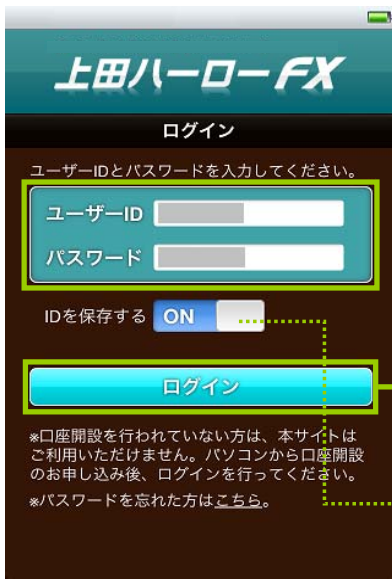 上田ハーローFX
ログイン
ユーザーIDとパスワードを入力してください。
ユーザーID
パスワード
IDを保存する ON
ログイン
※口座開設を行われていない方は、本サイトは
ご利用いただけません。パソコンから口座開設
のお申し込み後、ログインを行ってください。
※パスワードを忘れた方はこちら。